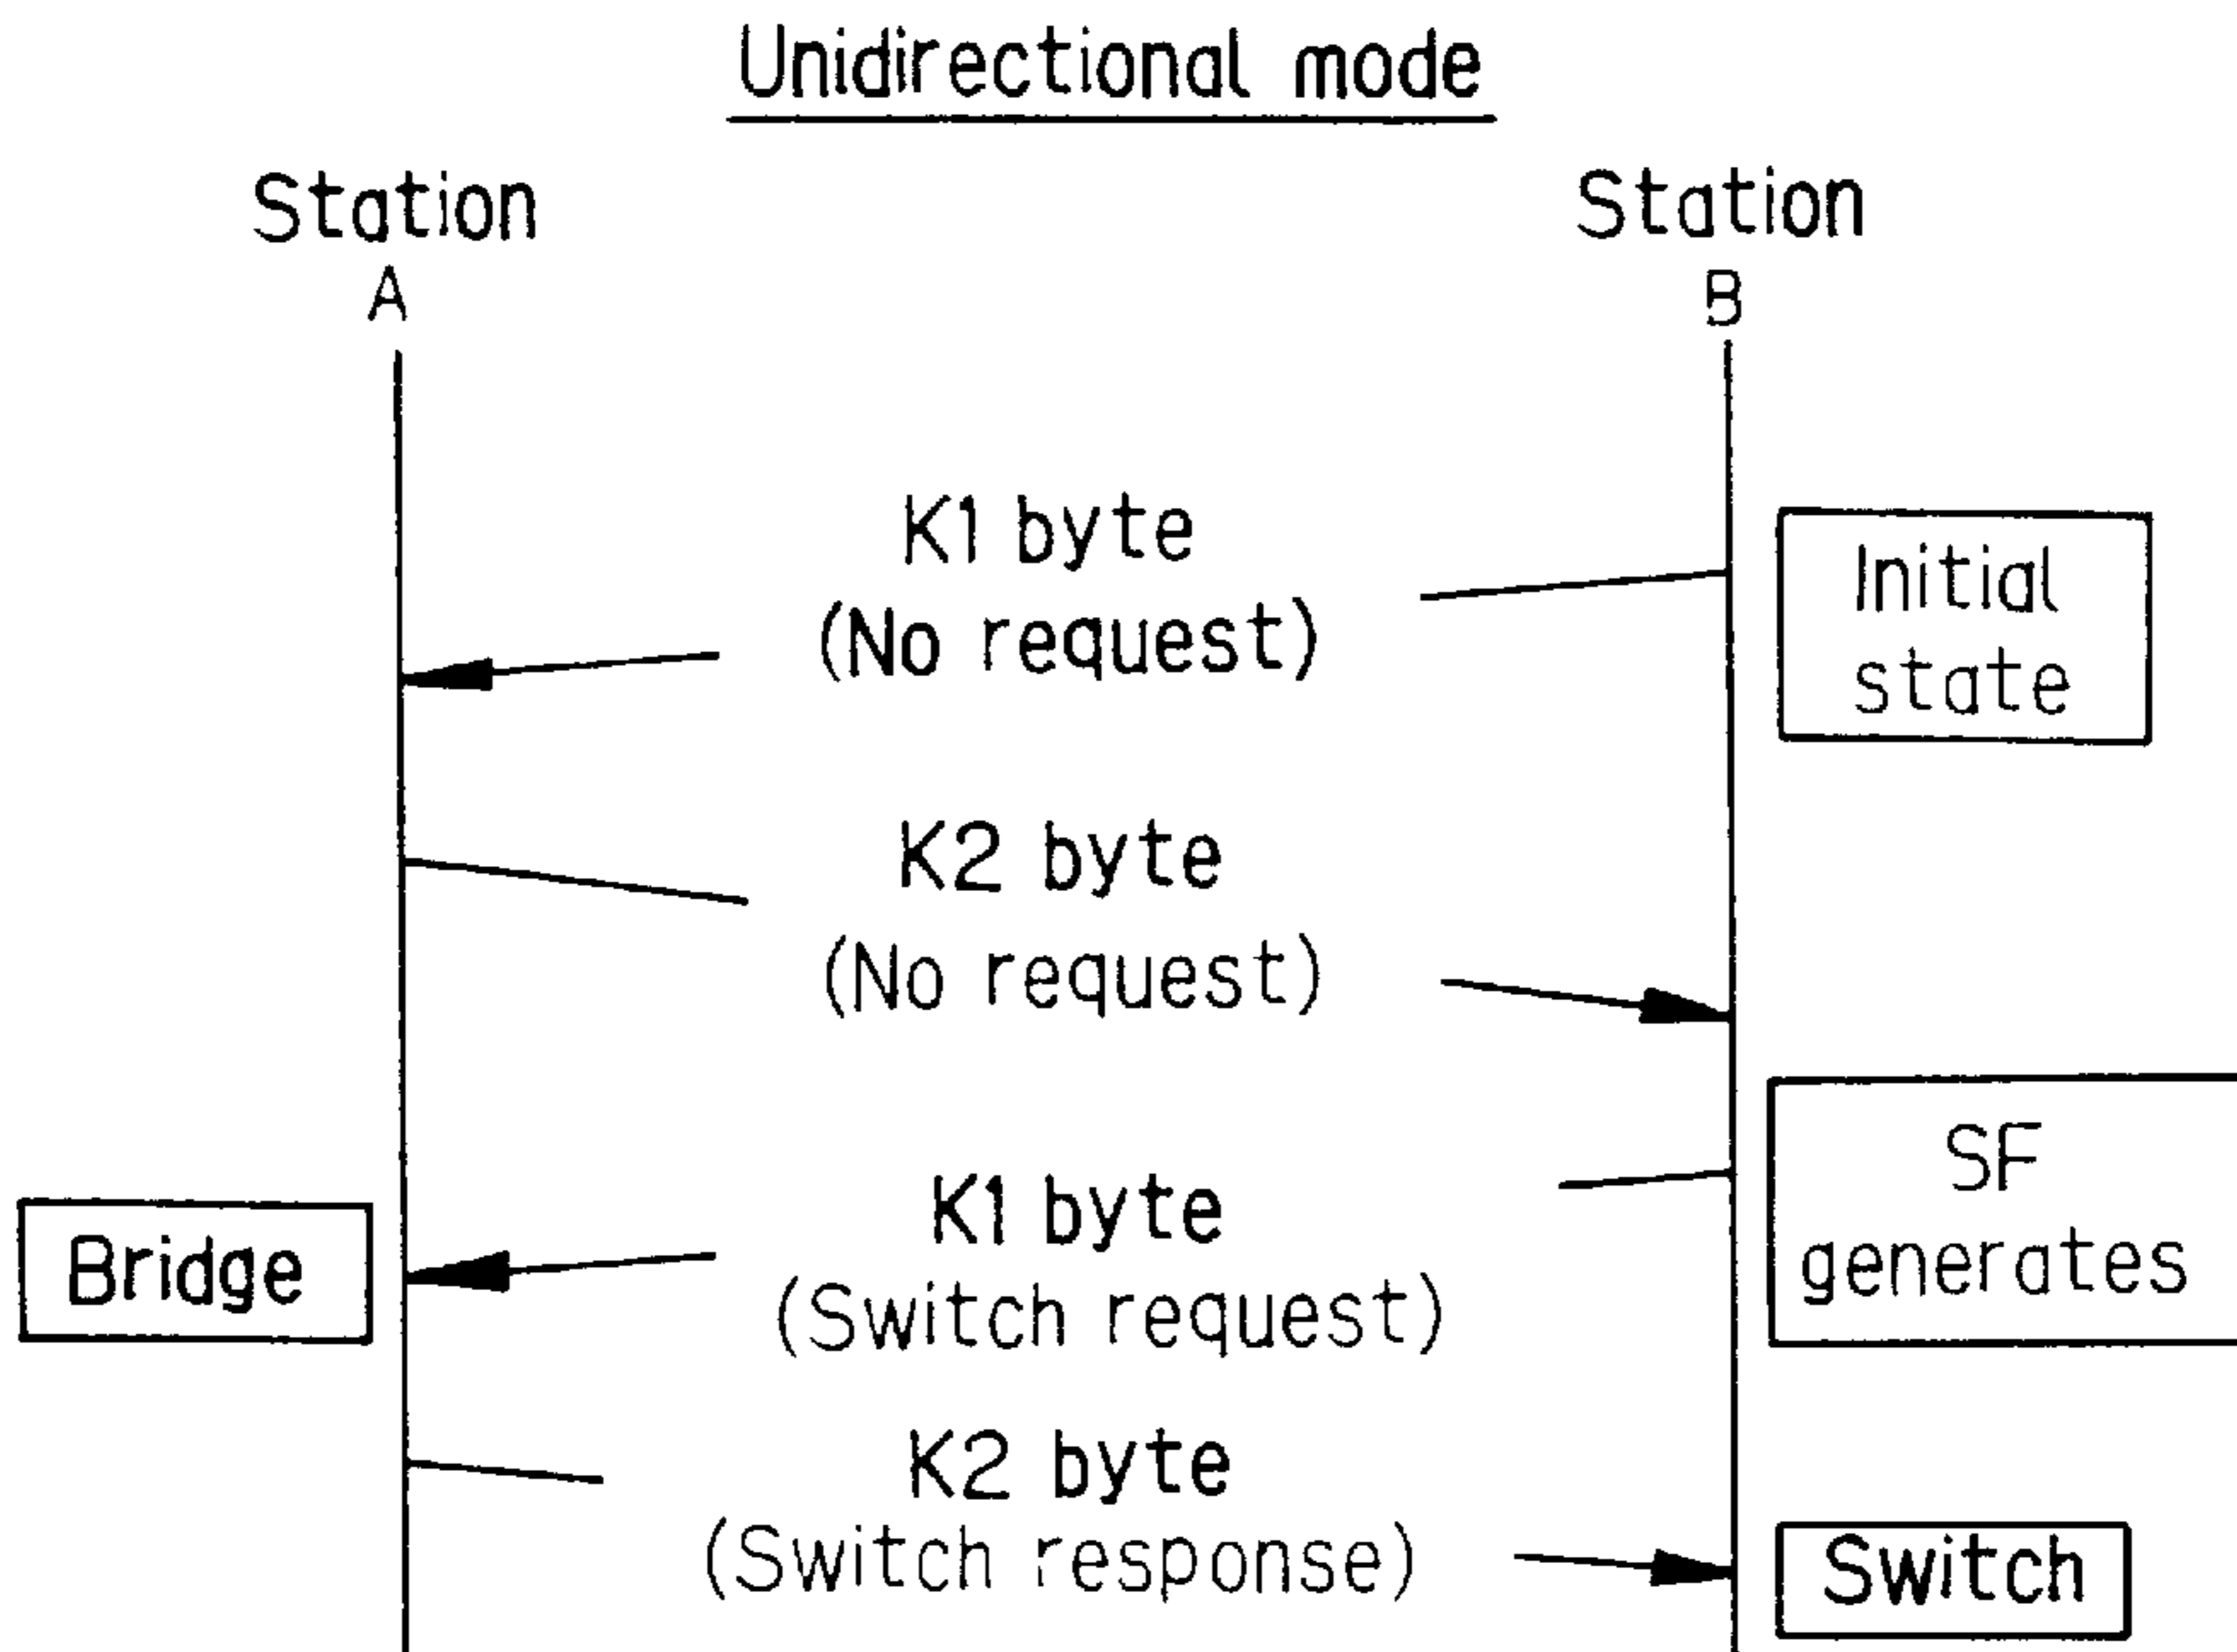 Unidirectional mode
Station
A
Station
B
K1 byte
(No request)
Initial
state
K2 byte
(No request)
SF
generates
K1 byte
(Switch request)
Bridge
K2 byte
(Switch response)
Switch